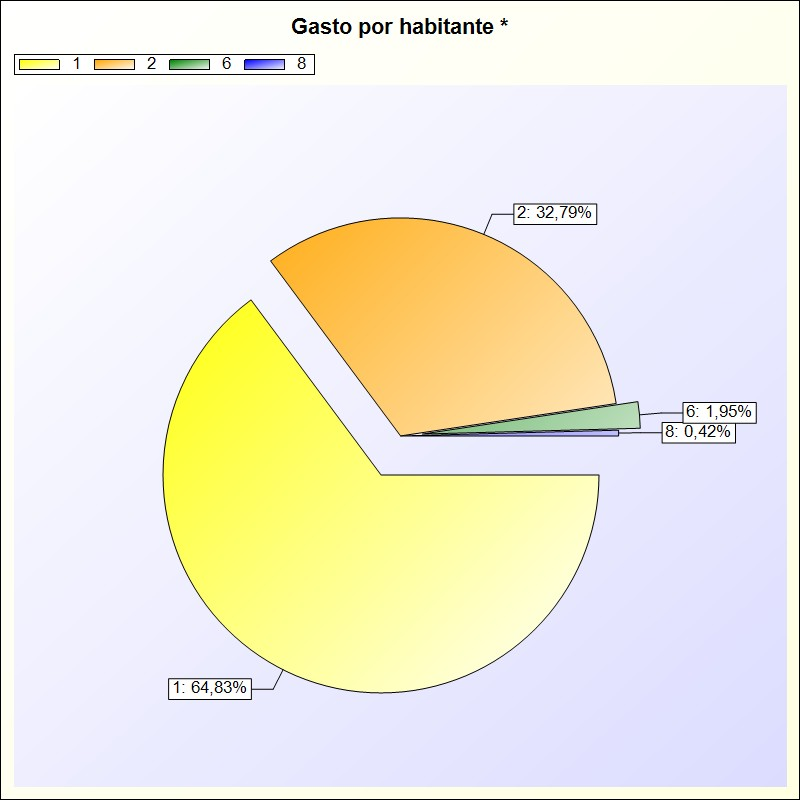 Gasto por habitante *
1 2 6 8
2: 32,79%
6: 1,95%
8: 0,42%
1: 64,83%